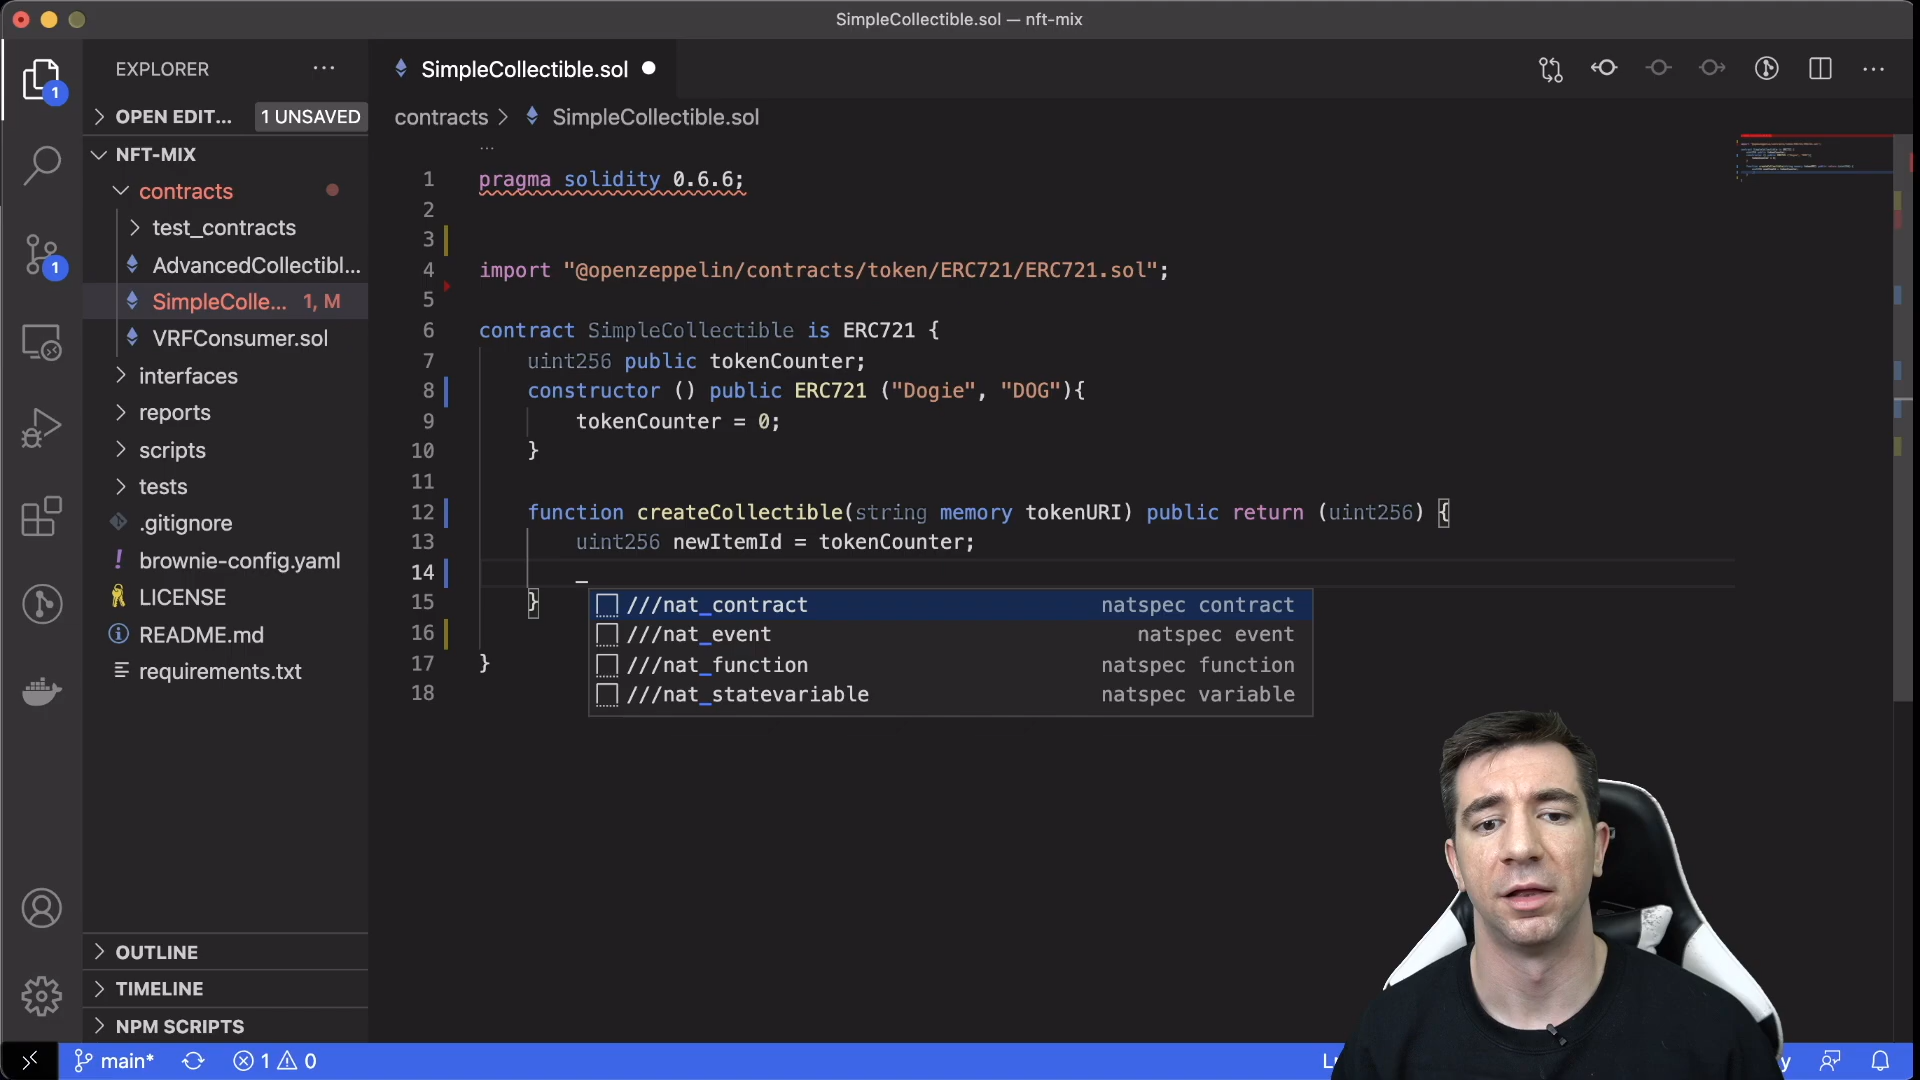 SimpleCollectible.sol — nft-mix
EXPLORER ...
OPEN EDIT... 1 UNSAVED
NFT-MIX
contracts
test_contracts
AdvancedCollectibl...
SimpleColle... 1, M
VRFConsumer.sol
interfaces
reports
scripts
tests
.gitignore
brownie-config.yaml
LICENSE
README.md
requirements.txt
OUTLINE
TIMELINE
NPM SCRIPTS
1
1
SimpleCollectible.sol
contracts > SimpleCollectible.sol
...
1 pragma solidity 0.6.6;
2
3
4 import "@openzeppelin/contracts/token/ERC721/ERC721.sol";
5
6 contract SimpleCollectible is ERC721 {
7 uint256 public tokenCounter;
8 constructor () public ERC721 ("Dogie", "DOG"){
9 tokenCounter = 0;
10 }
11
12 function createCollectible(string memory tokenURI) public return (uint256) {
13 uint256 newItemId = tokenCounter;
14 _
15 }
16
17 }
18
///nat_contract natspec contract
///nat_event natspec event
///nat_function natspec function
///nat_statevariable natspec variable
main* 1 0